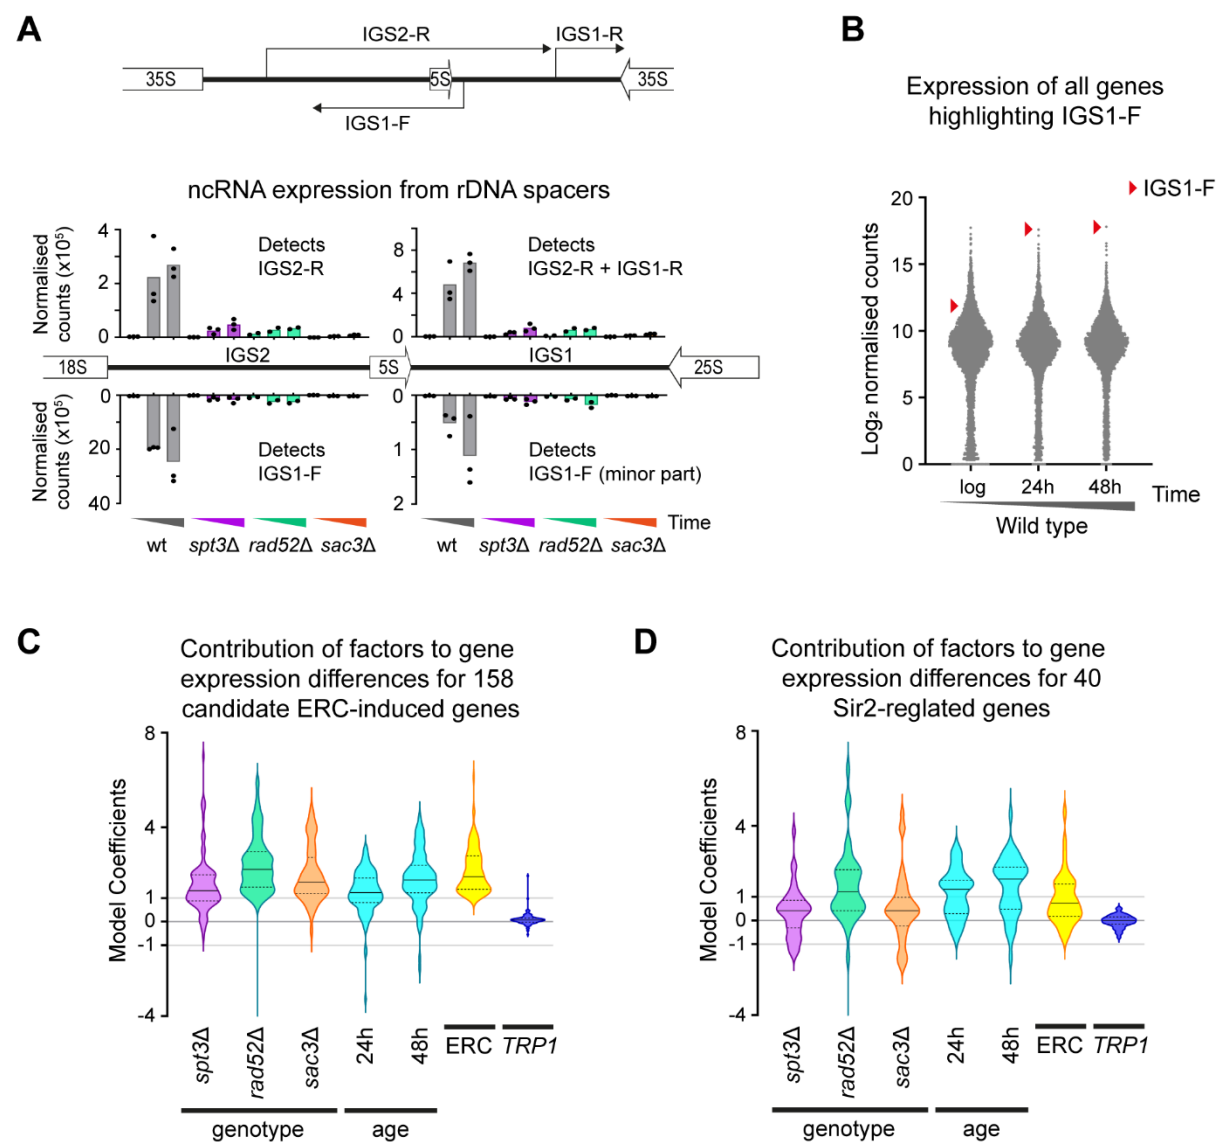 A
IGS2-R
IGS1-R
35S
5S
35S
IGS1-F
ncRNA expression from rDNA spacers
Normalised
counts (x10⁵)
4
2
0
Detects
IGS2-R
8
4
0
Detects
IGS2-R + IGS1-R
18S
IGS2
5S
IGS1
25S
Normalised
counts (x10⁵)
0
20
40
Detects
IGS1-F
0
1
2
Detects
IGS1-F (minor part)
Time
wt
spt3Δ
rad52Δ
sac3Δ
wt
spt3Δ
rad52Δ
sac3Δ
B
Expression of all genes
highlighting IGS1-F
IGS1-F
Log₂ normalised counts
20
15
10
5
0
log
24h
48h
Time
Wild type
C
Contribution of factors to gene
expression differences for 158
candidate ERC-induced genes
Model Coefficients
8
4
1
0
-1
-4
spt3Δ
rad52Δ
sac3Δ
24h
48h
ERC
TRP1
genotype
age
D
Contribution of factors to gene
expression differences for 40
Sir2-reglated genes
Model Coefficients
8
4
1
0
-1
-4
spt3Δ
rad52Δ
sac3Δ
24h
48h
ERC
TRP1
genotype
age